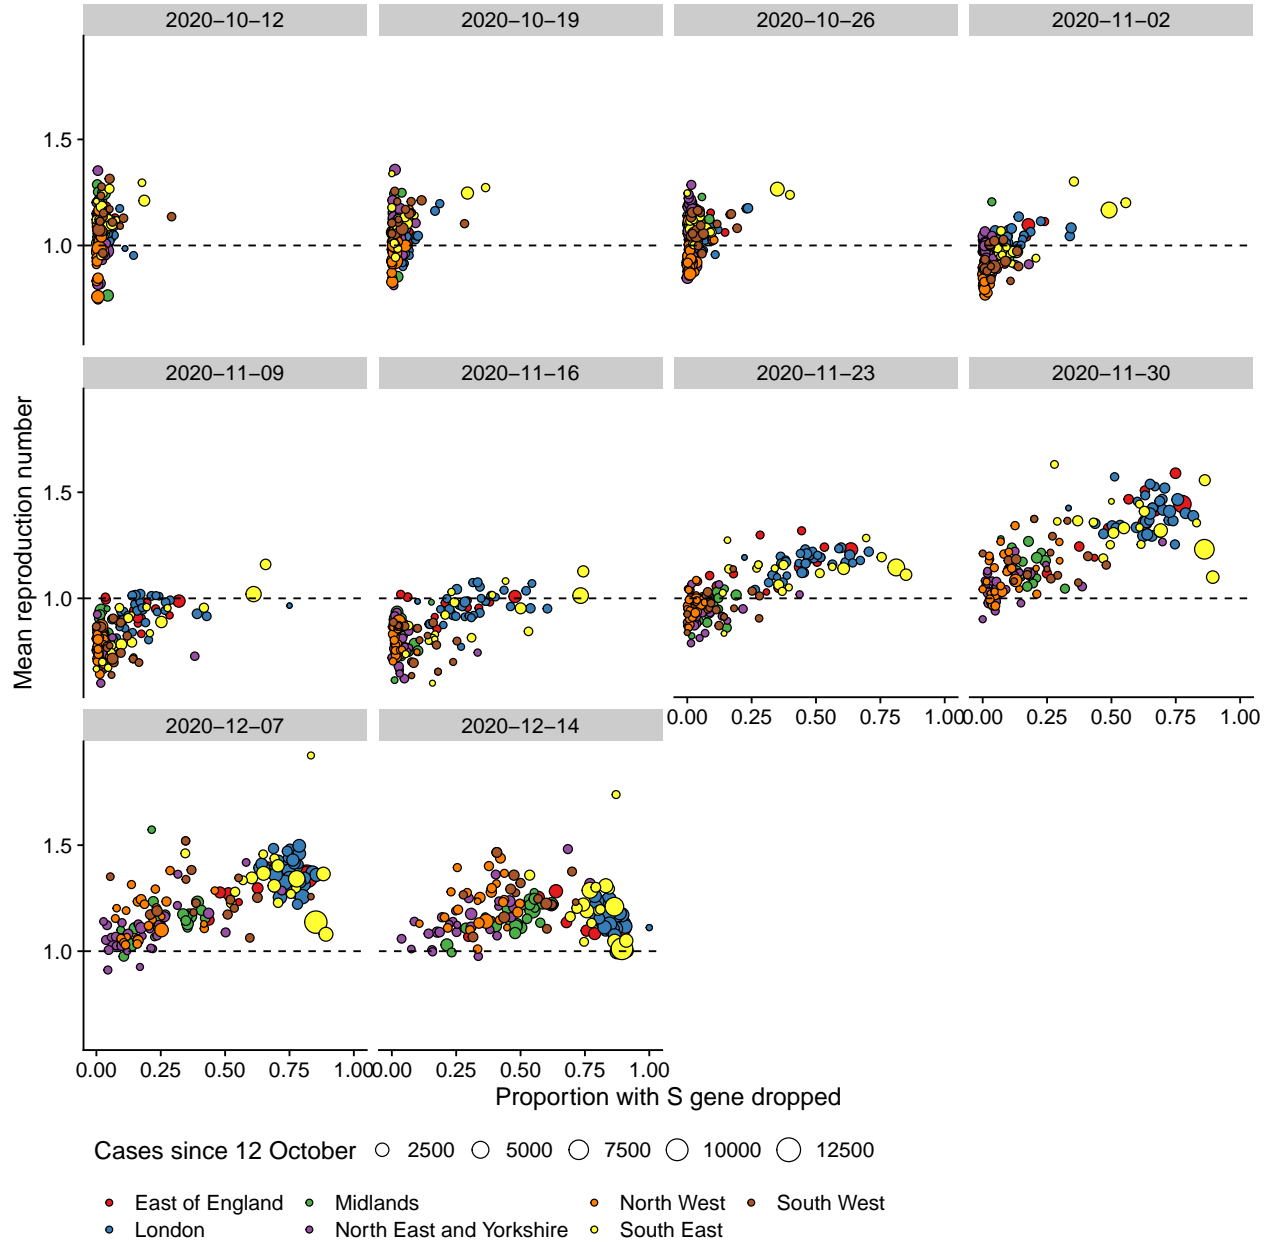 2020−10−12 2020−10−19 2020−10−26 2020−11−02
1.5
1.0
2020−11−09 2020−11−16 2020−11−23 2020−11−30
1.5
1.0
0.00 0.25 0.50 0.75 1.00 0.00 0.25 0.50 0.75 1.00
2020−12−07 2020−12−14
1.5
1.0
0.00 0.25 0.50 0.75 1.00 0.00 0.25 0.50 0.75 1.00
Mean reproduction number
Proportion with S gene dropped
Cases since 12 October 2500 5000 7500 10000 12500
East of England Midlands North West South West
London North East and Yorkshire South East